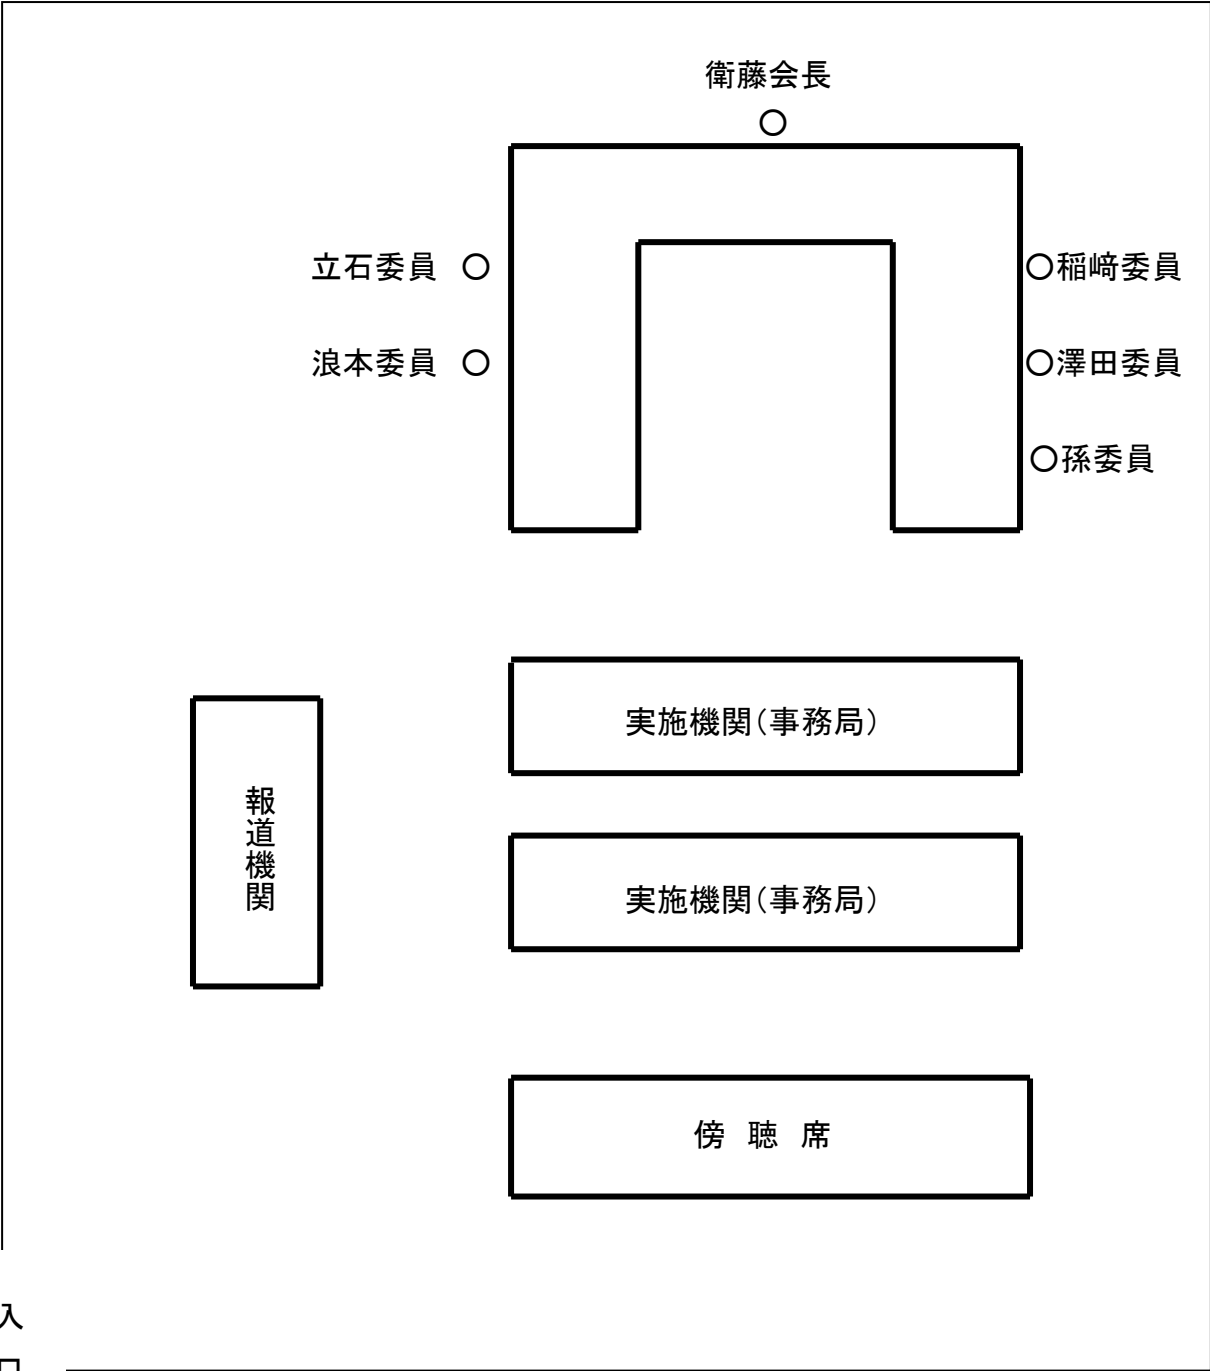 衛藤会長
○
立石委員 ○
○稲﨑委員
浪本委員 ○
○澤田委員
○孫委員
実施機関(事務局)
報道機関
実施機関(事務局)
傍 聴 席
入口